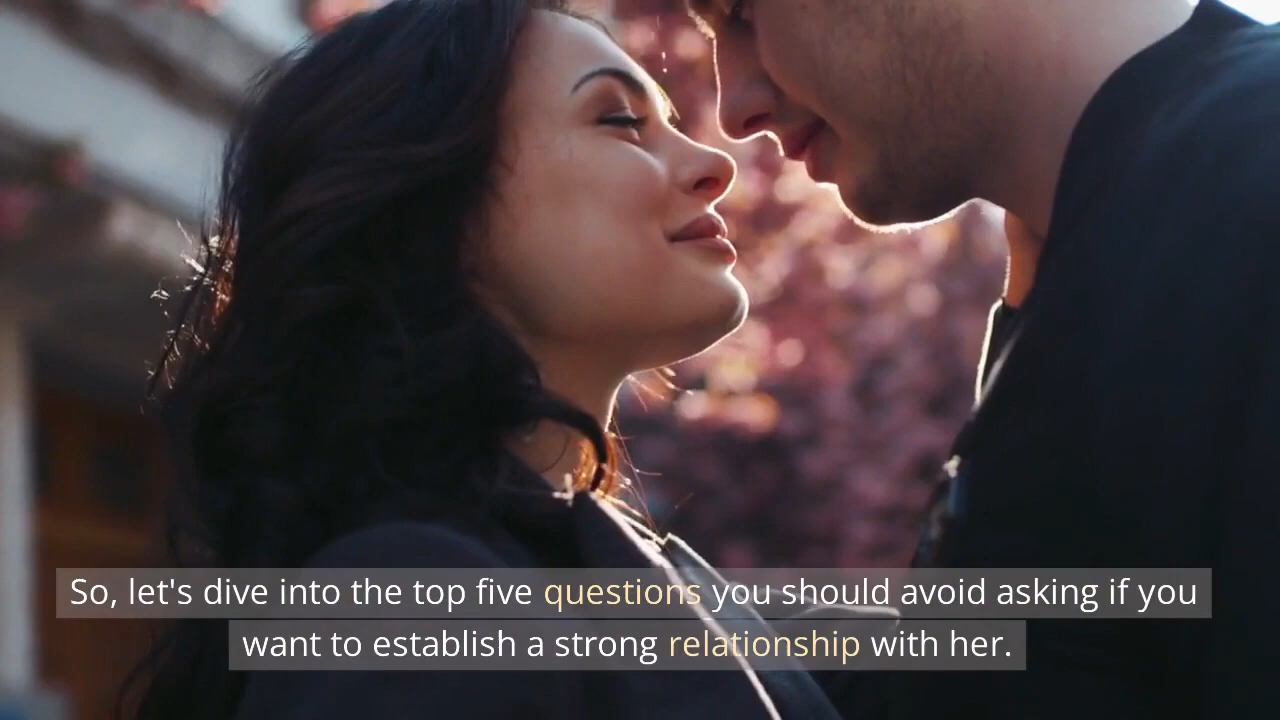 So, let's dive into the top five questions you should avoid asking if you
want to establish a strong relationship with her.